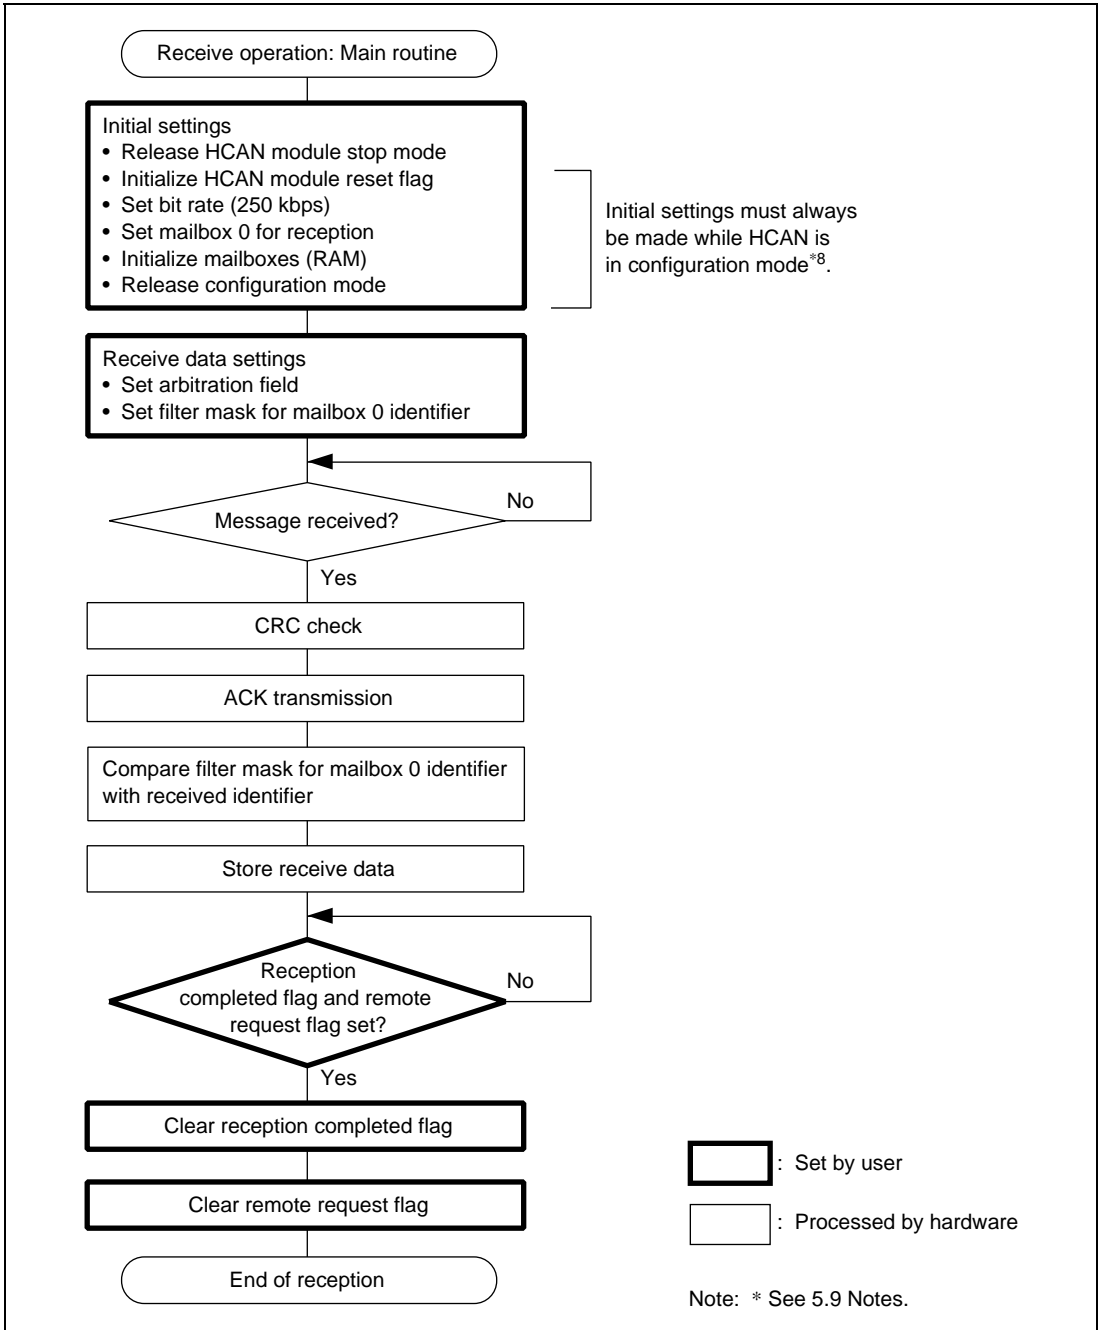 Receive operation: Main routine
Initial settings
• Release HCAN module stop mode
• Initialize HCAN module reset flag
• Set bit rate (250 kbps)
• Set mailbox 0 for reception
• Initialize mailboxes (RAM)
• Release configuration mode
Initial settings must always
be made while HCAN is
in configuration mode*8.
Receive data settings
• Set arbitration field
• Set filter mask for mailbox 0 identifier
No
Message received?
Yes
CRC check
ACK transmission
Compare filter mask for mailbox 0 identifier
with received identifier
Store receive data
Reception
completed flag and remote
request flag set?
No
Yes
Clear reception completed flag
Clear remote request flag
End of reception
: Set by user
: Processed by hardware
Note: * See 5.9 Notes.